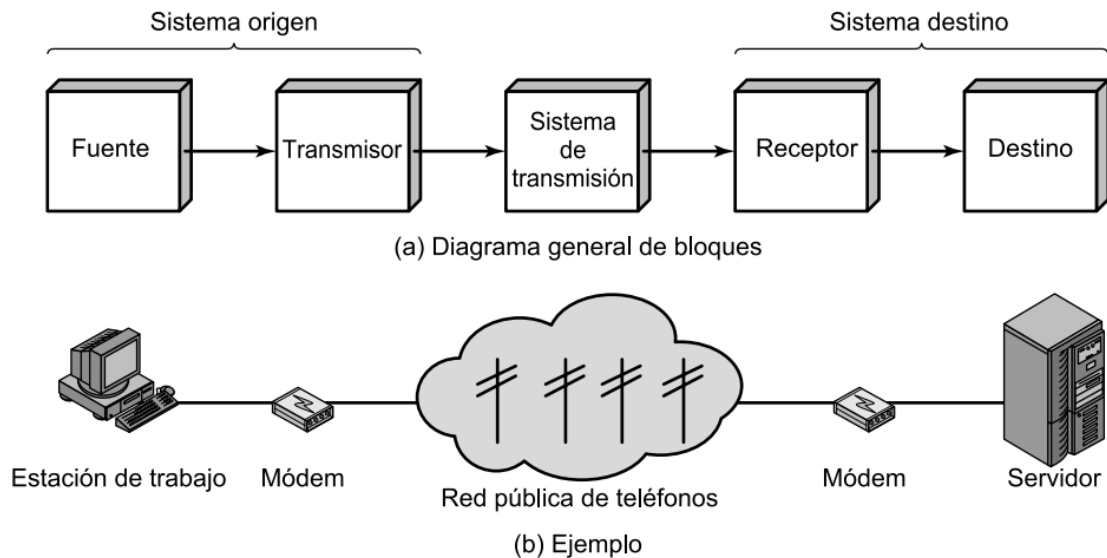 Sistema origen
Sistema destino
Fuente
Transmisor
Sistema
de
transmisión
Receptor
Destino
(a) Diagrama general de bloques
Estación de trabajo
Módem
Red pública de teléfonos
Módem
Servidor
(b) Ejemplo